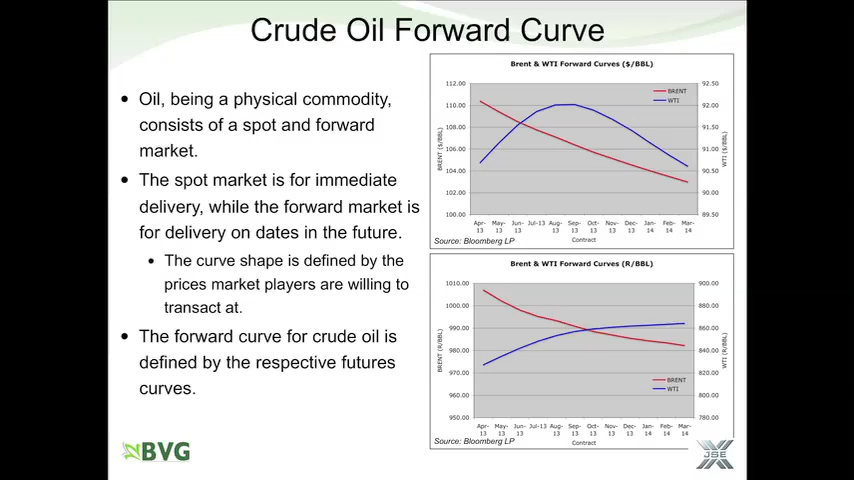 Crude Oil Forward Curve
• Oil, being a physical commodity,
consists of a spot and forward
market.
• The spot market is for immediate
delivery, while the forward market is
for delivery on dates in the future.
• The curve shape is defined by the
prices market players are willing to
transact at.
• The forward curve for crude oil is
defined by the respective futures
curves.
Brent & WTI Forward Curves ($/BBL)
BRENT
WTI
BRENT ($/BBL)
112.00
110.00
108.00
106.00
104.00
102.00
100.00
92.50
92.00
91.50
91.00
90.50
90.00
89.50
WTI ($/BBL)
Apr-13 May-13 Jun-13 Jul-13 Aug-13 Sep-13 Oct-13 Nov-13 Dec-13 Jan-14 Feb-14 Mar-14
Contract
Source: Bloomberg LP
Brent & WTI Forward Curves (R/BBL)
BRENT
WTI
BRENT (R/BBL)
1010.00
1000.00
990.00
980.00
970.00
960.00
950.00
900.00
880.00
860.00
840.00
820.00
800.00
780.00
WTI (R/BBL)
Apr-13 May-13 Jun-13 Jul-13 Aug-13 Sep-13 Oct-13 Nov-13 Dec-13 Jan-14 Feb-14 Mar-14
Contract
Source: Bloomberg LP
BVG
JSE